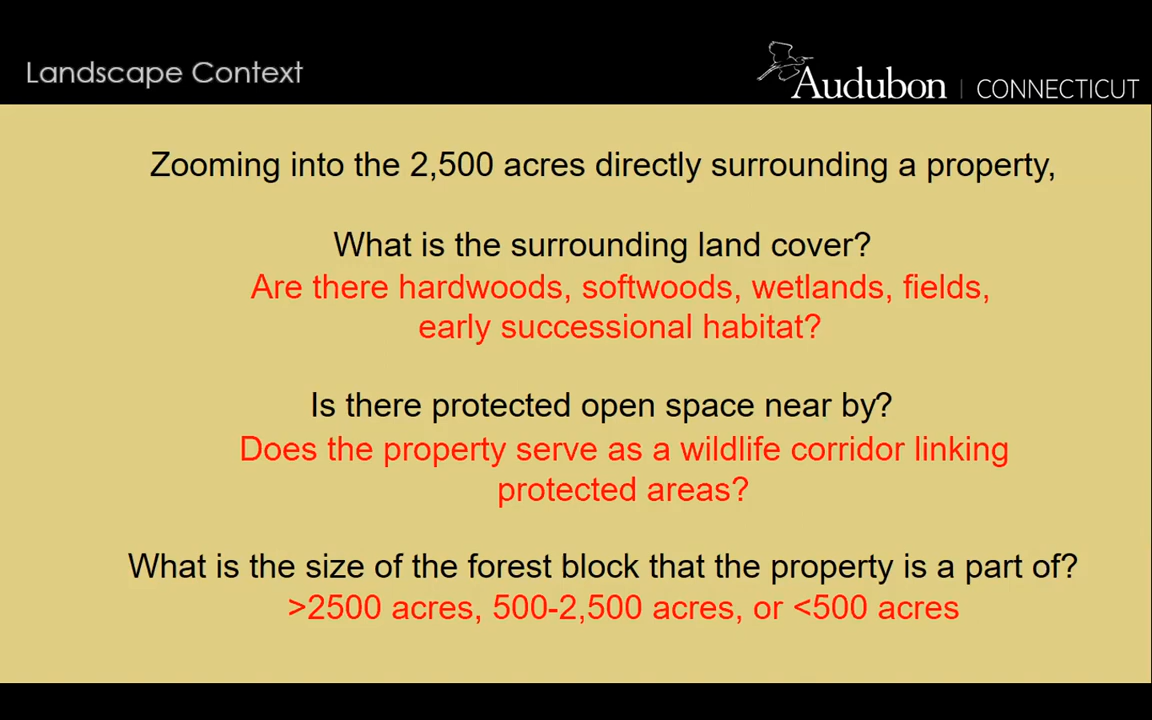 Landscape Context
Audubon | CONNECTICUT
Zooming into the 2,500 acres directly surrounding a property,
What is the surrounding land cover?
Are there hardwoods, softwoods, wetlands, fields,
early successional habitat?
Is there protected open space near by?
Does the property serve as a wildlife corridor linking
protected areas?
What is the size of the forest block that the property is a part of?
>2500 acres, 500-2,500 acres, or <500 acres